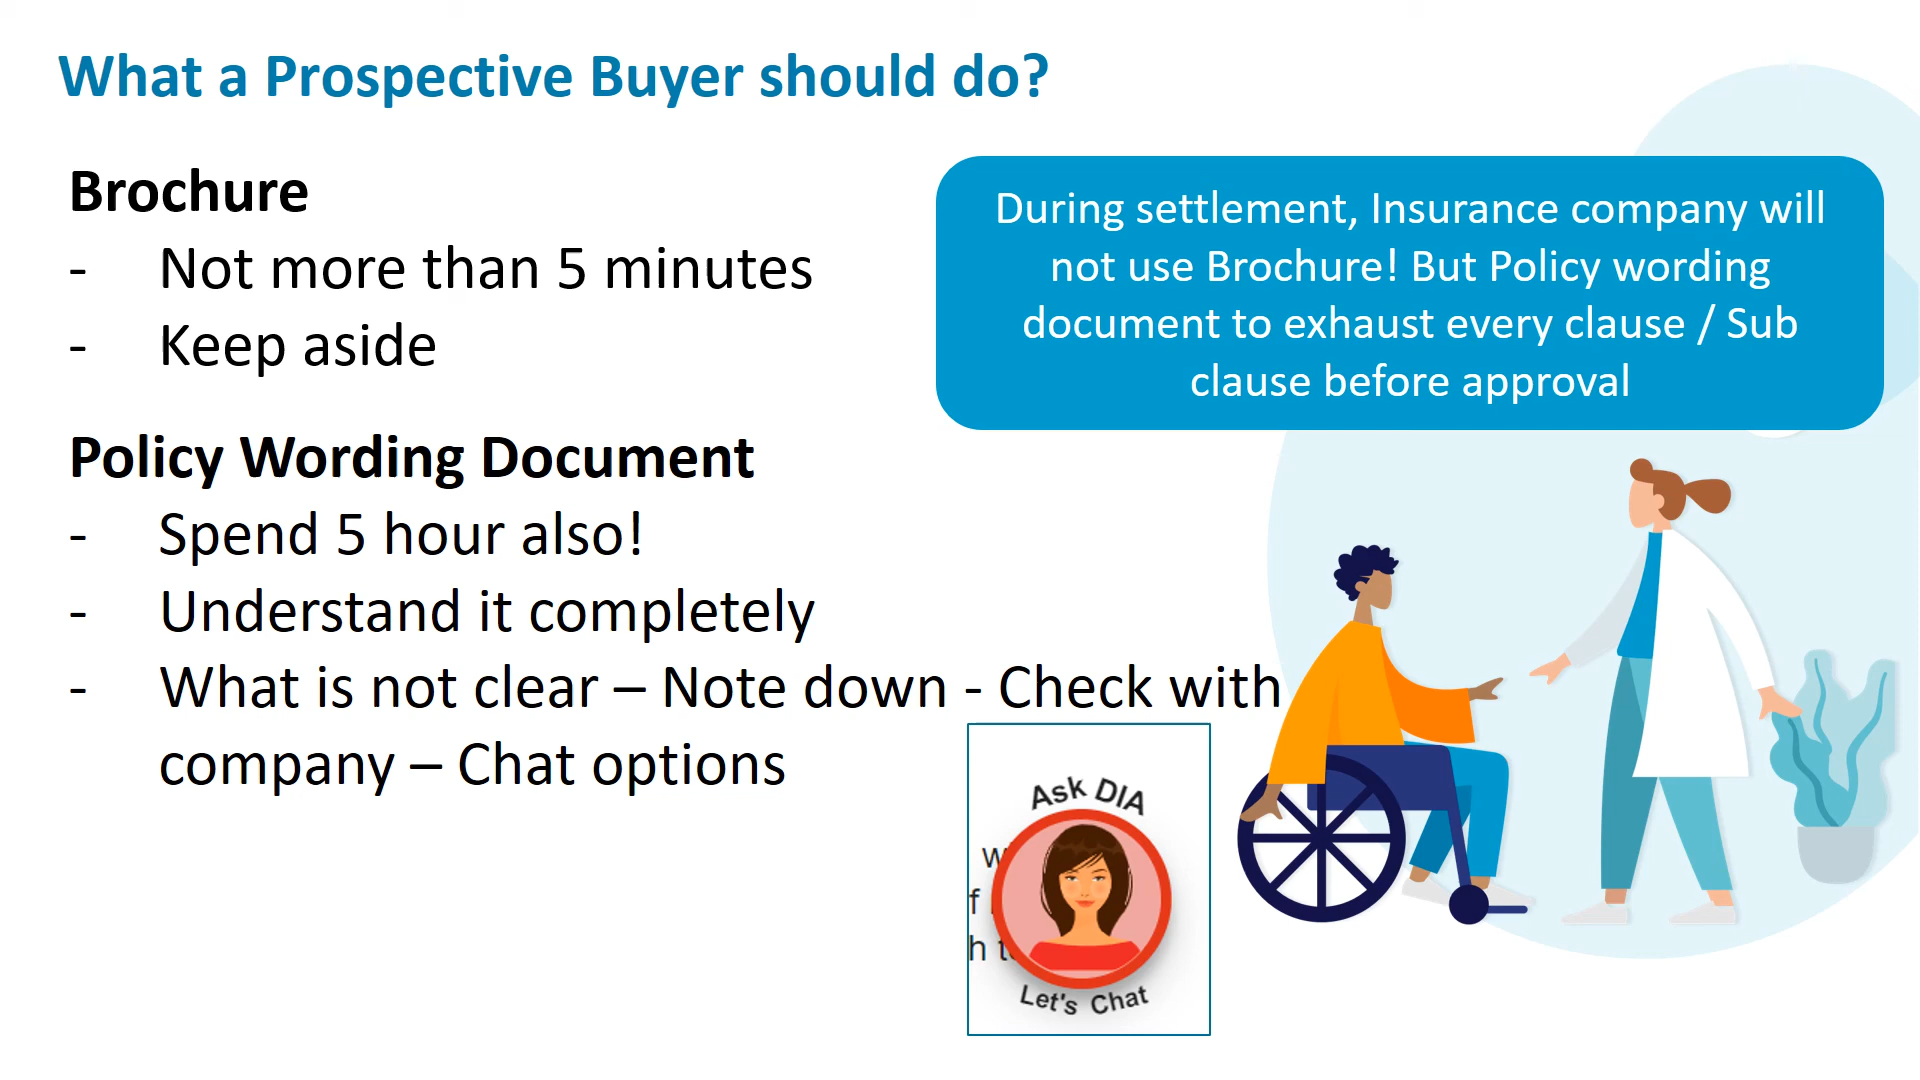 What a Prospective Buyer should do?
Brochure
- Not more than 5 minutes
- Keep aside
During settlement, Insurance company will
not use Brochure! But Policy wording
document to exhaust every clause / Sub
clause before approval
Policy Wording Document
- Spend 5 hour also!
- Understand it completely
- What is not clear – Note down - Check with
company – Chat options
Ask DIA
Let's Chat